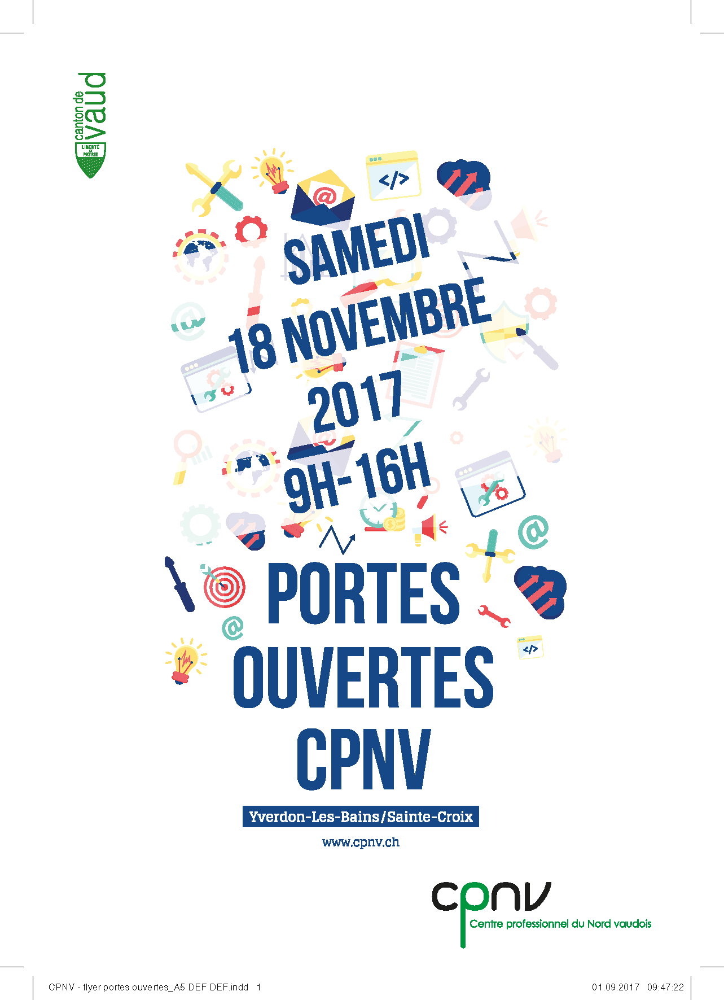 canton de
vaud
LIBERTÉ
ET
PATRIE
SAMEDI
18 NOVEMBRE
2017
9H-16H
PORTES
OUVERTES
CPNV
Yverdon-Les-Bains/Sainte-Croix
www.cpnv.ch
cpnv
Centre professionnel du Nord vaudois
CPNV - flyer portes ouvertes_A5 DEF DEF.indd 1
01.09.2017 09:47:22